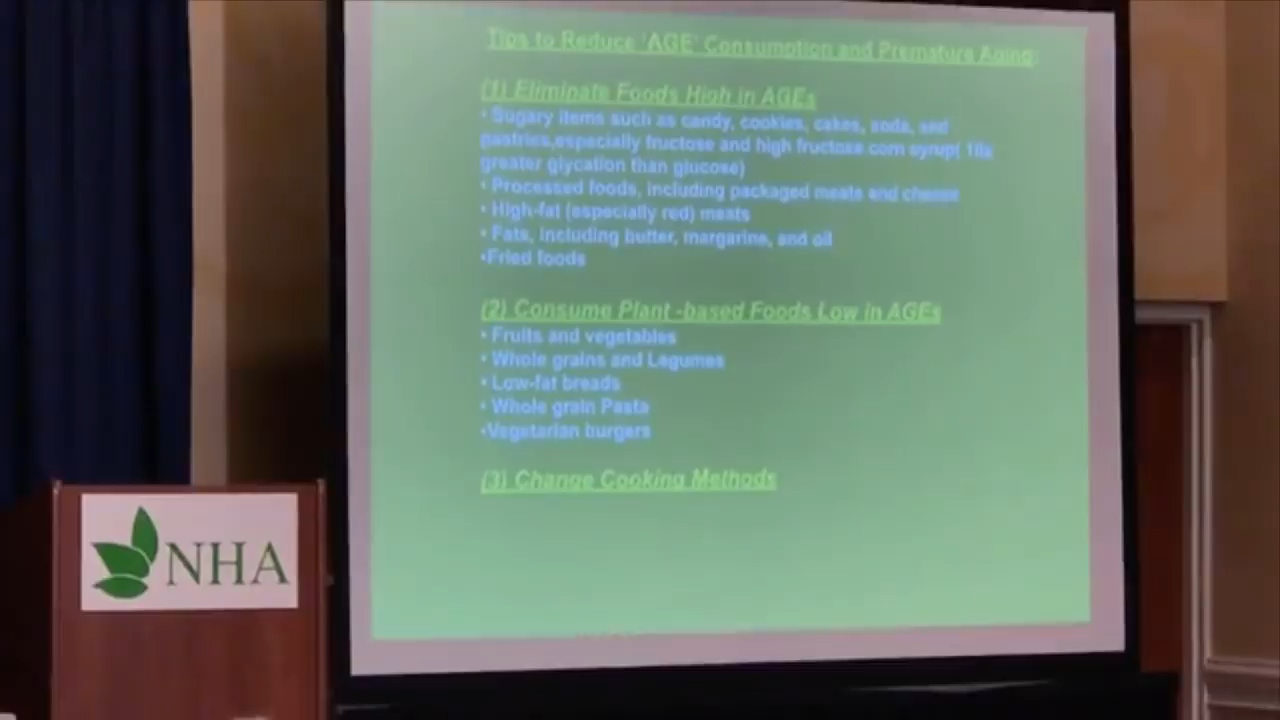 Tips to Reduce 'AGE' Consumption and Premature Aging:
(1) Eliminate Foods High in AGEs
• Sugary items such as candy, cookies, cakes, soda, and
pastries,especially fructose and high fructose corn syrup( 10x
greater glycation than glucose)
• Processed foods, including packaged meats and cheese
• High-fat (especially red) meats
• Fats, including butter, margarine, and oil
•Fried foods
(2) Consume Plant -based Foods Low in AGEs
• Fruits and vegetables
• Whole grains and Legumes
• Low-fat breads
• Whole grain Pasta
•Vegetarian burgers
(3) Change Cooking Methods
NHA